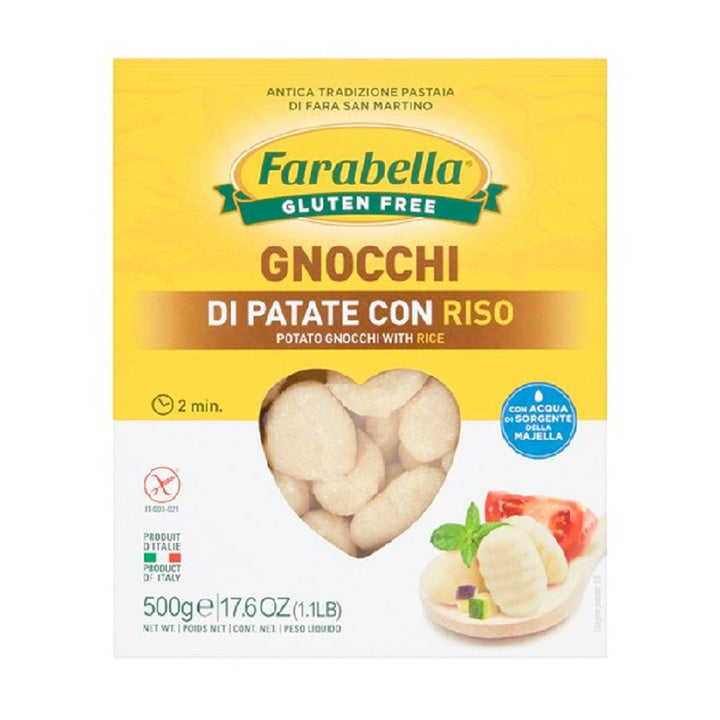 ANTICA TRADIZIONE PASTAIA
DI FARA SAN MARTINO
Farabella®
GLUTEN FREE
GNOCCHI
DI PATATE CON RISO
POTATO GNOCCHI WITH RICE
2 min.
CON ACQUA
DI SORGENTE
DELLA
MAJELLA
PRODUIT
D'ITALIE
PRODUCT
OF ITALY
500g e | 17.6 OZ (1.1LB)
NET WT. | POIDS NET | CONT. NET. | PESO LÍQUIDO